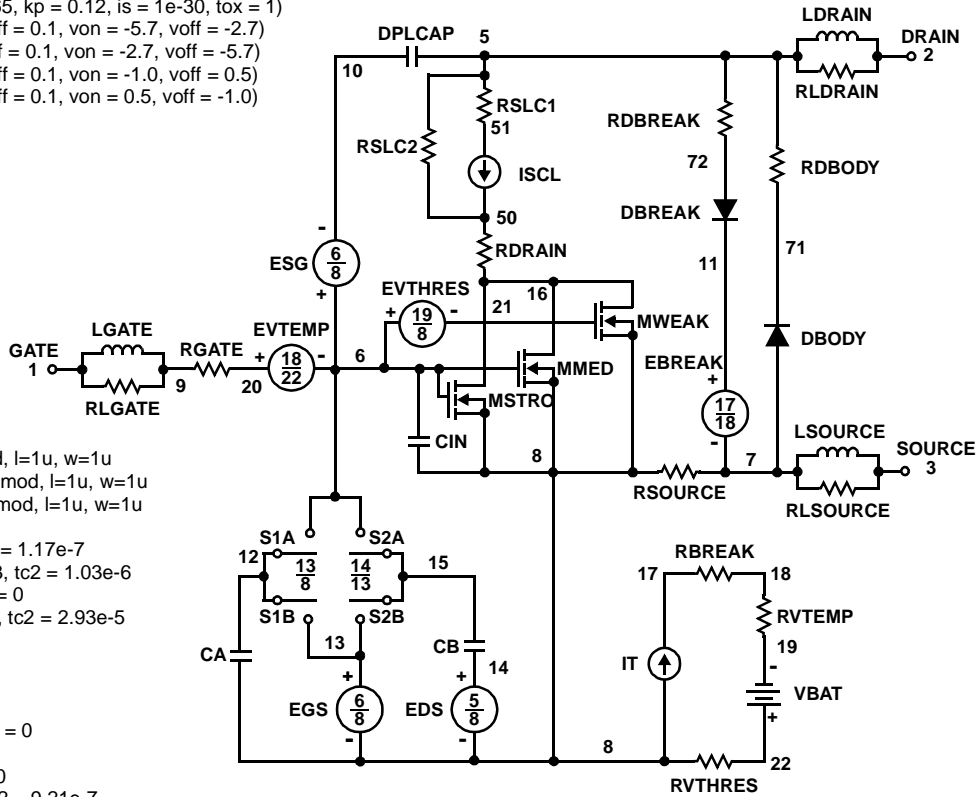 65, kp = 0.12, is = 1e-30, tox = 1)
ff = 0.1, von = -5.7, voff = -2.7)
f = 0.1, von = -2.7, voff = -5.7)
ff = 0.1, von = -1.0, voff = 0.5)
ff = 0.1, von = 0.5, voff = -1.0)
DPLCAP
5
10
LDRAIN
DRAIN
2
RLDRAIN
RSLC1
51
RSLC2
ISCL
RDBREAK
72
RDBODY
DBREAK
50
RDRAIN
71
11
-
ESG
6
8
+
EVTHRES
+
19
8
-
21
16
MWEAK
LGATE
GATE
1
RLGATE
9
RGATE
20
EVTEMP
+
18
22
-
6
MMED
MSTRO
EBREAK
+
17
18
-
DBODY
CIN
8
RSOURCE
7
LSOURCE
SOURCE
3
RLSOURCE
d, l=1u, w=1u
mod, l=1u, w=1u
mod, l=1u, w=1u
= 1.17e-7
, tc2 = 1.03e-6
= 0
, tc2 = 2.93e-5
= 0
S1A
S2A
12
13
8
14
13
15
S1B
S2B
13
CA
CB
14
+
EGS
6
8
-
+
EDS
5
8
-
8
RBREAK
17
18
RVTEMP
19
IT
-
VBAT
+
22
RVTHRES